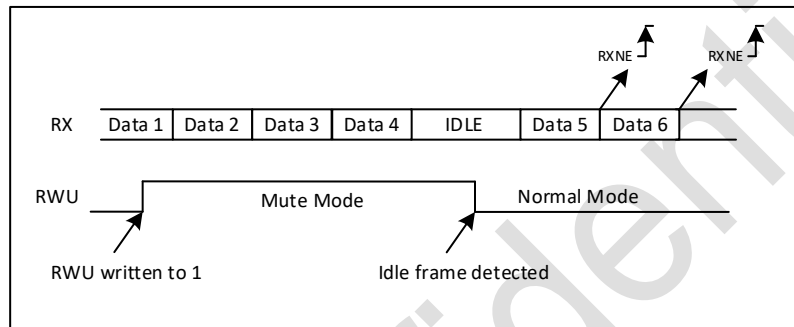 RXNE RXNE
RX Data 1 Data 2 Data 3 Data 4 IDLE Data 5 Data 6
RWU Mute Mode Normal Mode
RWU written to 1 Idle frame detected